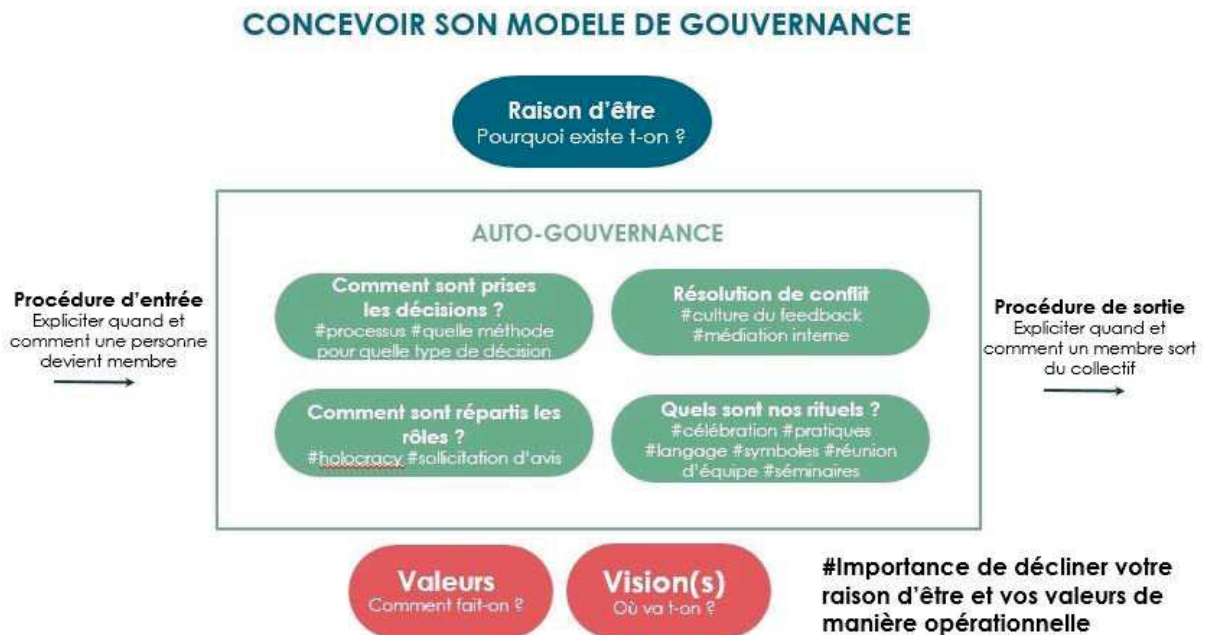 CONCEVOIR SON MODELE DE GOUVERNANCE
Raison d'être
Pourquoi existe t-on ?
AUTO-GOUVERNANCE
Procédure d'entrée
Expliciter quand et
comment une personne
devient membre
Comment sont prises
les décisions ?
#processus #quelle méthode
pour quelle type de décision
Résolution de conflit
#culture du feedback
#médiation interne
Comment sont répartis les
rôles ?
#holocracy #sollicitation d'avis
Quels sont nos rituels ?
#célébration #pratiques
#langage #symboles #réunion
d'équipe #séminaires
Procédure de sortie
Expliciter quand et
comment un membre sort
du collectif
Valeurs
Comment fait-on ?
Vision(s)
Où va t-on ?
#Importance de décliner votre
raison d'être et vos valeurs de
manière opérationnelle